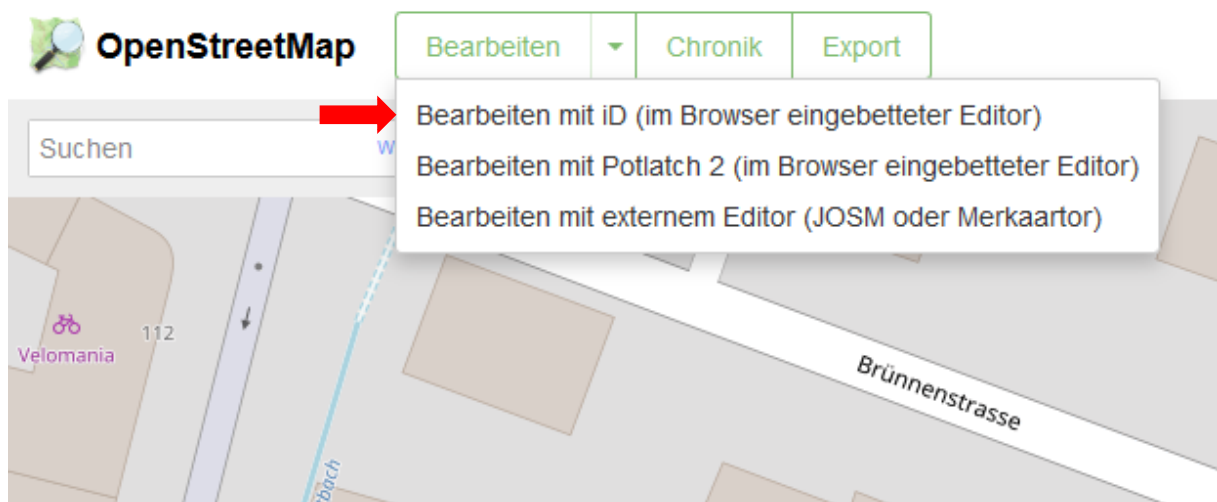 OpenStreetMap
Bearbeiten
Chronik
Export
Bearbeiten mit iD (im Browser eingebetteter Editor)
Suchen
Bearbeiten mit Potlatch 2 (im Browser eingebetteter Editor)
Bearbeiten mit externem Editor (JOSM oder Merkaartor)
112
Velomania
Brünnenstrasse